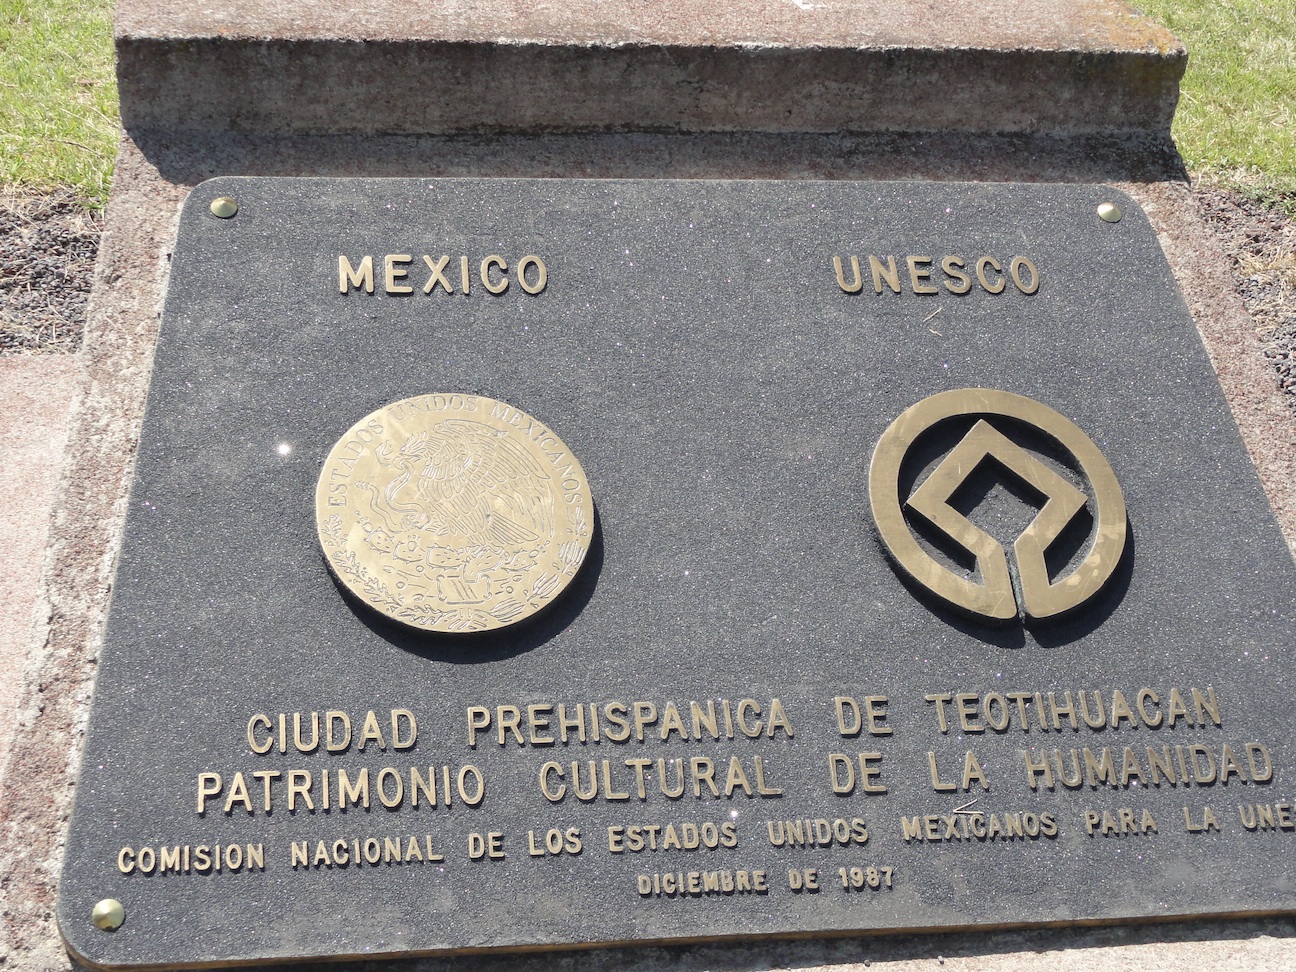 MEXICO
UNESCO
ESTADOS UNIDOS MEXICANOS
CIUDAD PREHISPANICA DE TEOTIHUACAN
PATRIMONIO CULTURAL DE LA HUMANIDAD
COMISION NACIONAL DE LOS ESTADOS UNIDOS MEXICANOS PARA LA UNE
DICIEMBRE DE 1987